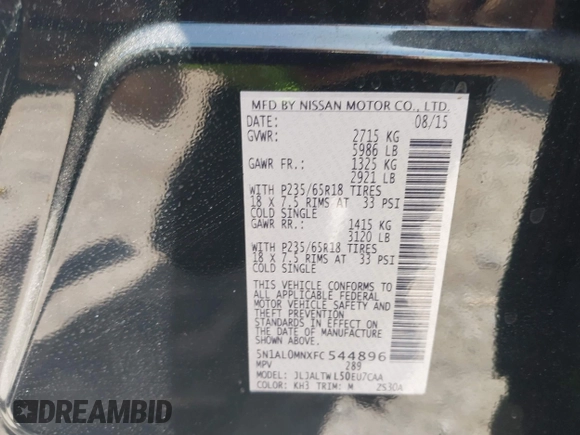 MFD BY NISSAN MOTOR CO., LTD.
DATE: 08/15
GVWR: 2715 KG
5986 LB
GAWR FR.: 1325 KG
2921 LB
WITH P235/65R18 TIRES
18 X 7.5 RIMS AT 33 PSI
COLD SINGLE
GAWR RR.: 1415 KG
3120 LB
WITH P235/65R18 TIRES
18 X 7.5 RIMS AT 33 PSI
COLD SINGLE
THIS VEHICLE CONFORMS TO
ALL APPLICABLE FEDERAL
MOTOR VEHICLE SAFETY AND
THEFT PREVENTION
STANDARDS IN EFFECT ON
THE DATE OF MANUFACTURE
SHOWN ABOVE.
5N1AL0MNXFC544896
MPV 289
MODEL: JLJALTWL50EU7CAA
COLOR: KH3 TRIM: M ZS3DA
DREAMBID
DREAMBID